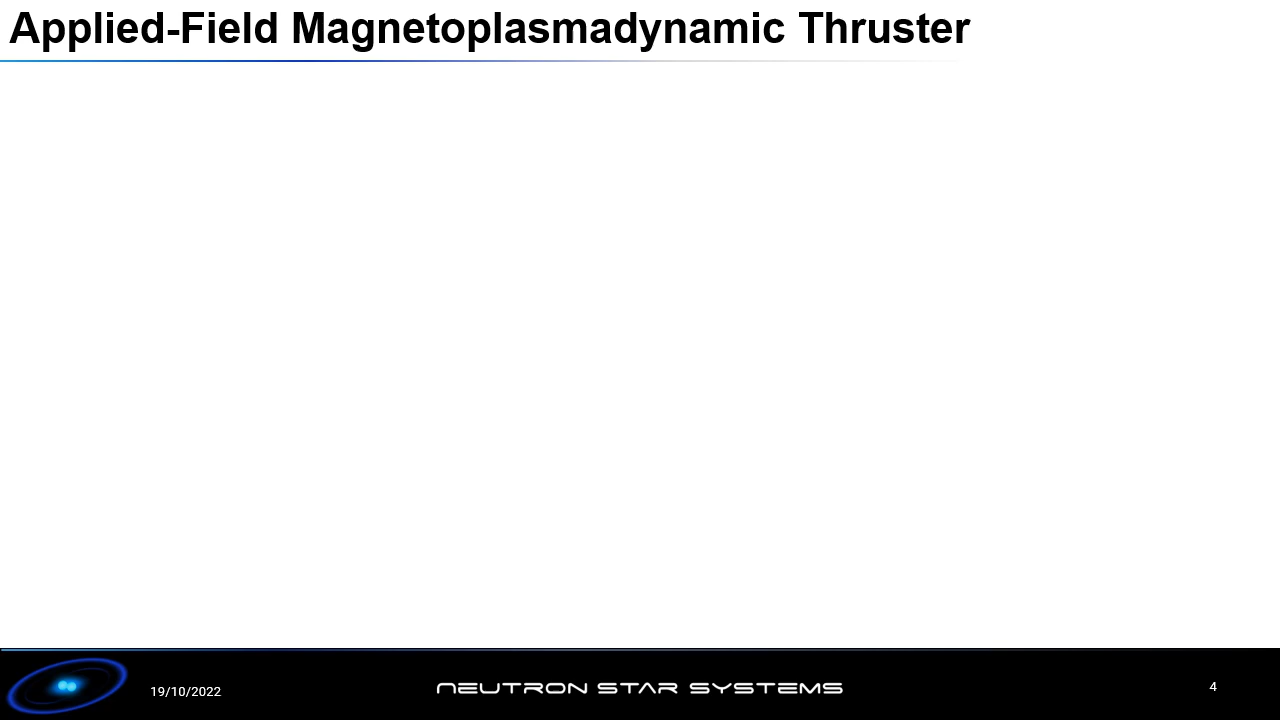 Applied-Field Magnetoplasmadynamic Thruster
19/10/2022
NEUTRON STAR SYSTEMS
4